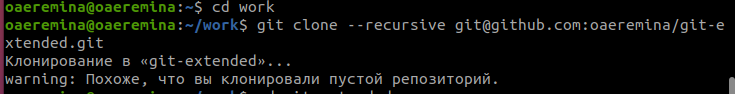 oaeremina@oaeremina:~$ cd work
oaeremina@oaeremina:~/work$ git clone --recursive git@github.com:oaeremina/git-e
xtended.git
Клонирование в «git-extended»...
warning: Похоже, что вы клонировали пустой репозиторий.